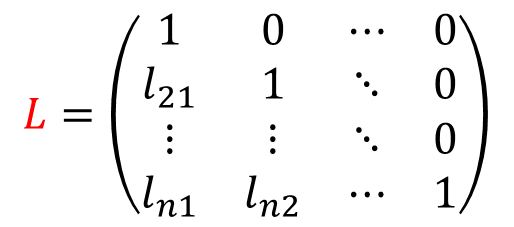 1 0 ⋯ 0
l₂₁ 1 ⋱ 0
L = ⋮ ⋮ ⋱ 0
lₙ₁ lₙ₂ ⋯ 1